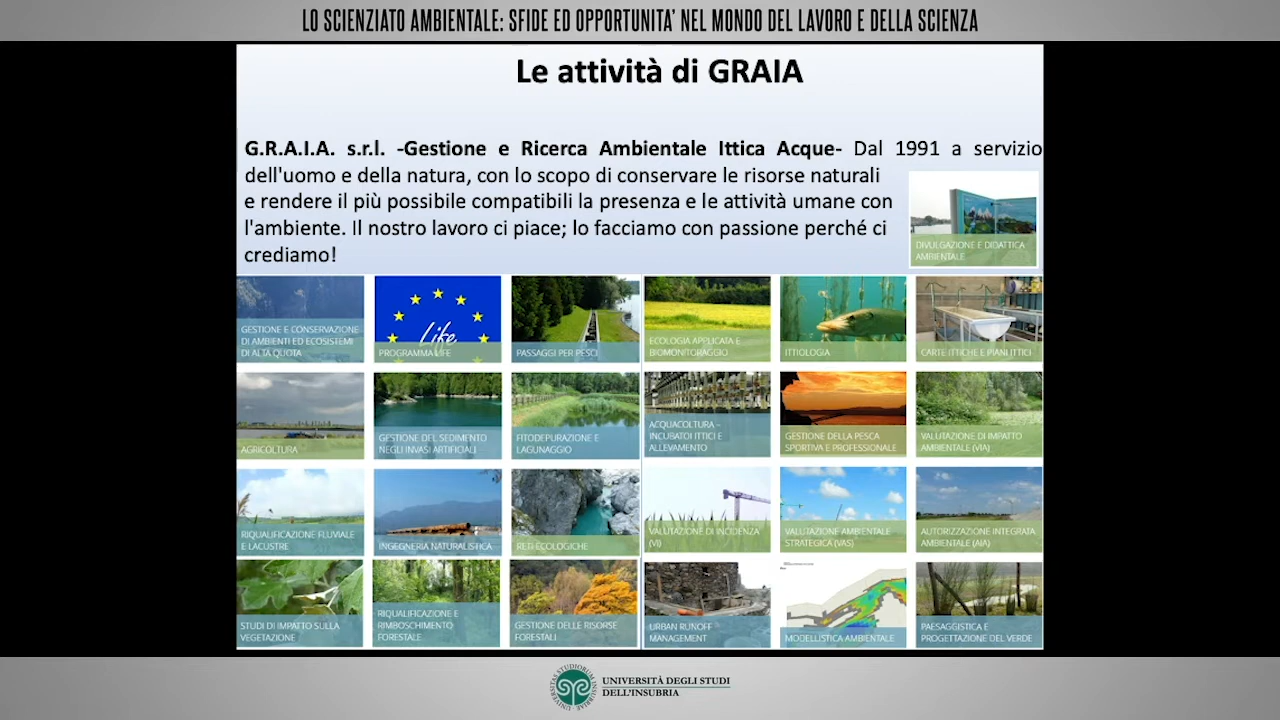 LO SCIENZIATO AMBIENTALE: SFIDE ED OPPORTUNITA' NEL MONDO DEL LAVORO E DELLA SCIENZA
Le attività di GRAIA
G.R.A.I.A. s.r.l. -Gestione e Ricerca Ambientale Ittica Acque- Dal 1991 a servizio
dell'uomo e della natura, con lo scopo di conservare le risorse naturali
e rendere il più possibile compatibili la presenza e le attività umane con
l'ambiente. Il nostro lavoro ci piace; lo facciamo con passione perché ci
crediamo!
DIVULGAZIONE E DIDATTICA
AMBIENTALE
GESTIONE E CONSERVAZIONE
DI AMBIENTI ED ECOSISTEMI
DI ALTA QUOTA
Life
PROGRAMMA LIFE
PASSAGGI PER PESCI
ECOLOGIA APPLICATA E
BIOMONITORAGGIO
ITTIOLOGIA
CARTE ITTICHE E PIANI ITTICI
AGRICOLTURA
GESTIONE DEL SEDIMENTO
NEGLI INVASI ARTIFICIALI
FITODEPURAZIONE E
LAGUNAGGIO
ACQUACOLTURA –
INCUBATOI ITTICI E
ALLEVAMENTO
GESTIONE DELLA PESCA
SPORTIVA E PROFESSIONALE
VALUTAZIONE DI IMPATTO
AMBIENTALE (VIA)
RIQUALIFICAZIONE FLUVIALE
E LACUSTRE
INGEGNERIA NATURALISTICA
RETI ECOLOGICHE
VALUTAZIONE DI INCIDENZA
(VI)
VALUTAZIONE AMBIENTALE
STRATEGICA (VAS)
AUTORIZZAZIONE INTEGRATA
AMBIENTALE (AIA)
STUDI DI IMPATTO SULLA
VEGETAZIONE
RIQUALIFICAZIONE E
RIMBOSCHIMENTO
FORESTALE
GESTIONE DELLE RISORSE
FORESTALI
URBAN RUNOFF
MANAGEMENT
MODELLISTICA AMBIENTALE
PAESAGGISTICA E
PROGETTAZIONE DEL VERDE
UNIVERSITÀ DEGLI STUDI
DELL'INSUBRIA